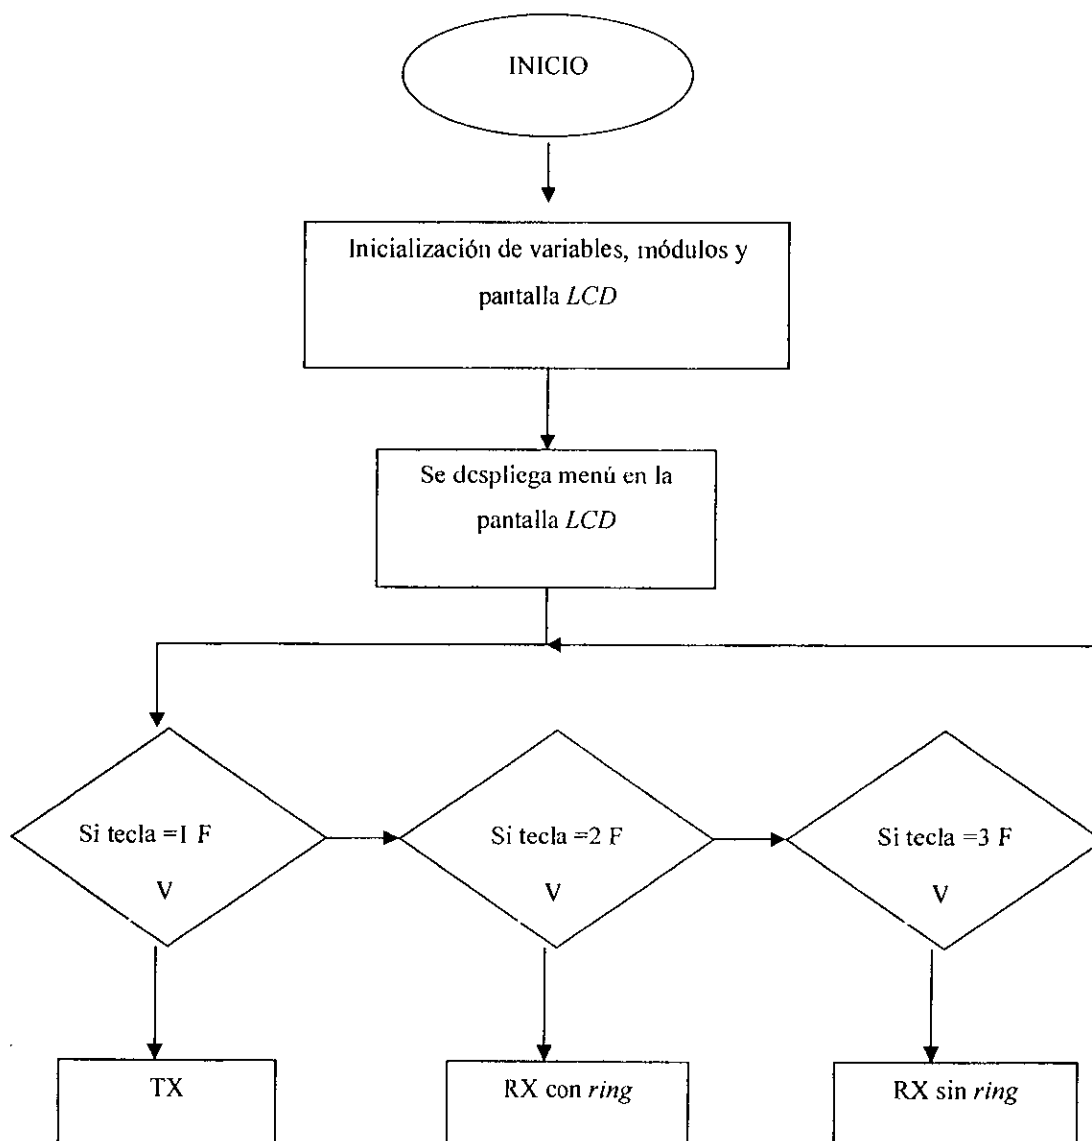 INICIO
Inicialización de variables, módulos y
pantalla LCD
Se despliega menú en la
pantalla LCD
Si tecla =1 F
V
Si tecla =2 F
V
Si tecla =3 F
V
TX
RX con ring
RX sin ring